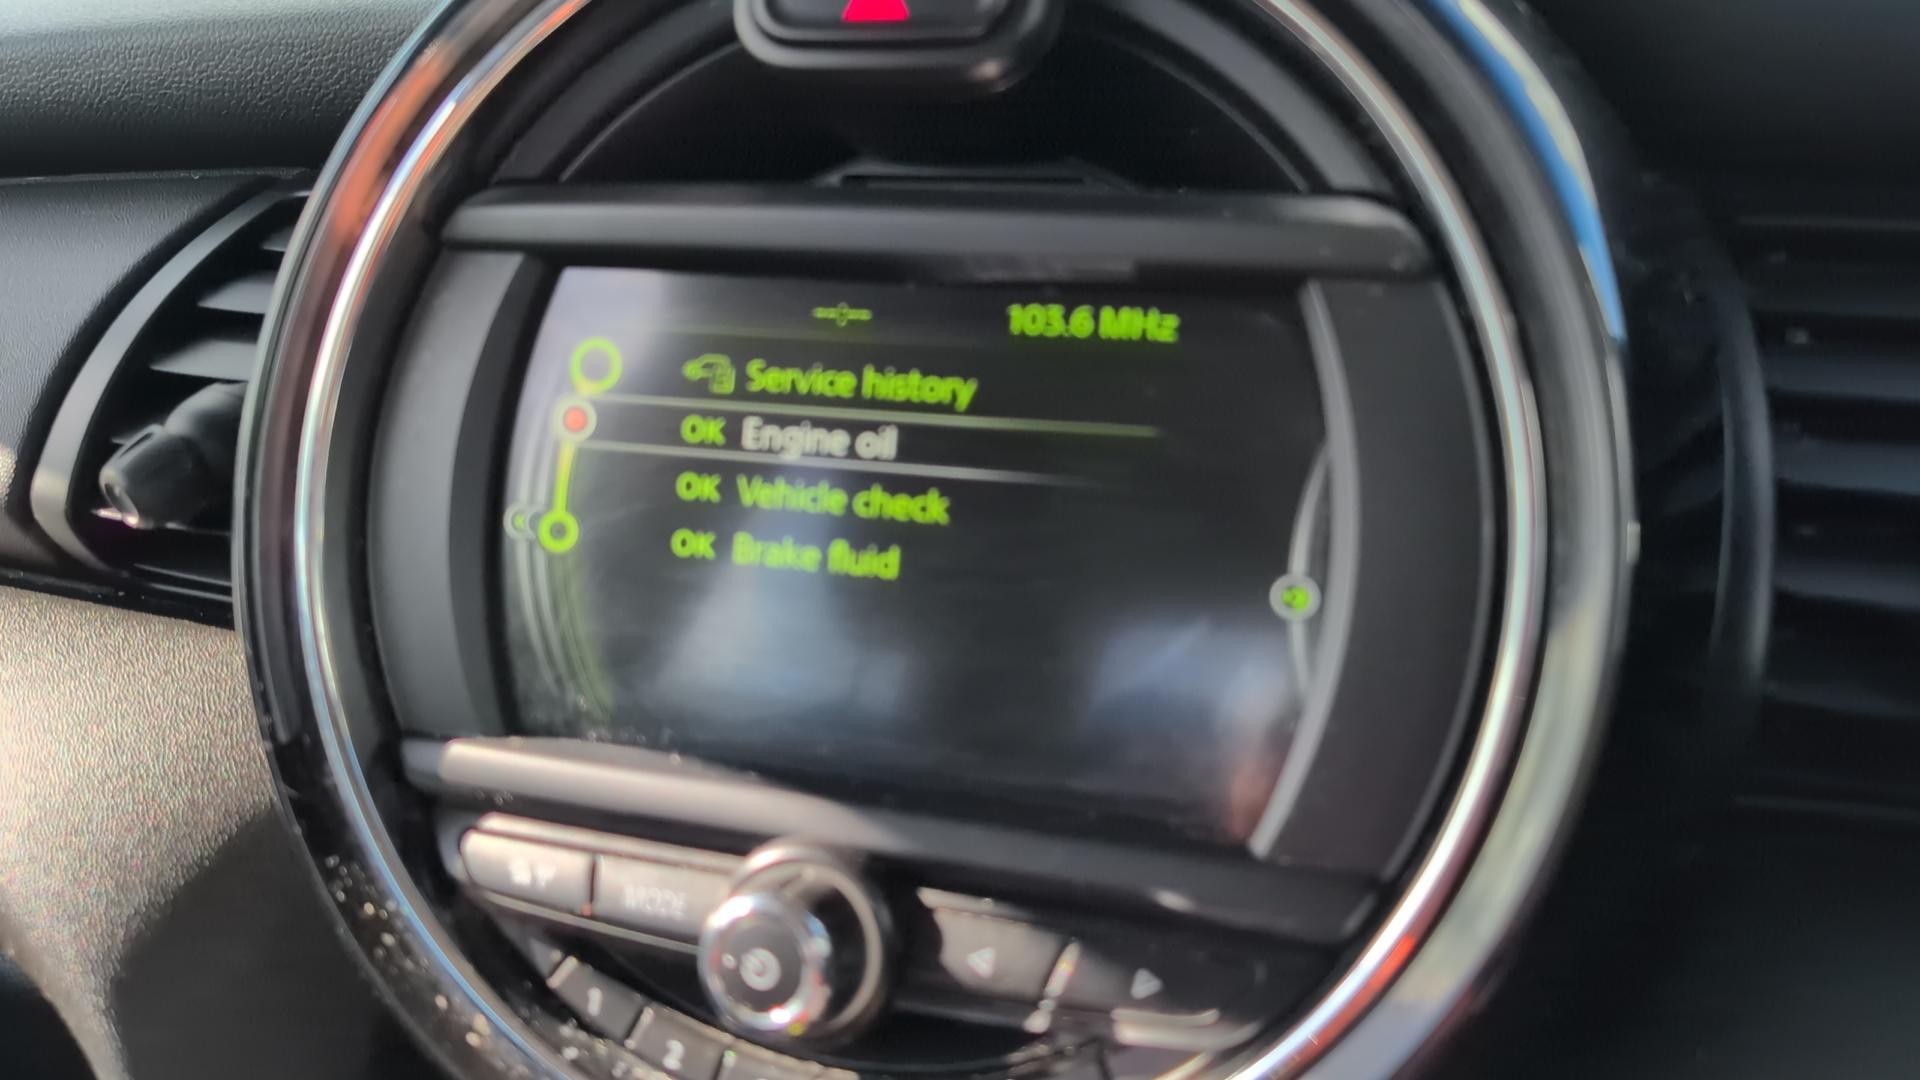 103.6 MHz
Service history
OK Engine oil
OK Vehicle check
OK Brake fluid
MODE
1
2